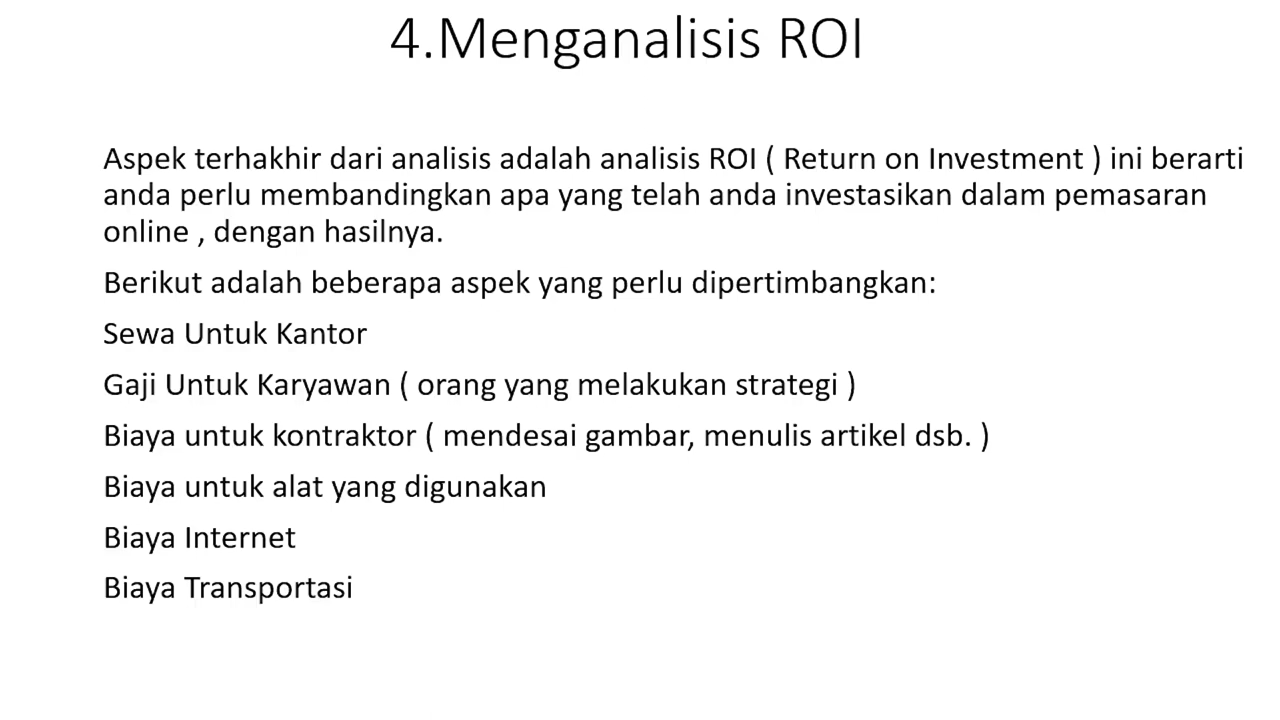 4.Menganalisis ROI
Aspek terhakhir dari analisis adalah analisis ROI ( Return on Investment ) ini berarti
anda perlu membandingkan apa yang telah anda investasikan dalam pemasaran
online , dengan hasilnya.
Berikut adalah beberapa aspek yang perlu dipertimbangkan:
Sewa Untuk Kantor
Gaji Untuk Karyawan ( orang yang melakukan strategi )
Biaya untuk kontraktor ( mendesai gambar, menulis artikel dsb. )
Biaya untuk alat yang digunakan
Biaya Internet
Biaya Transportasi